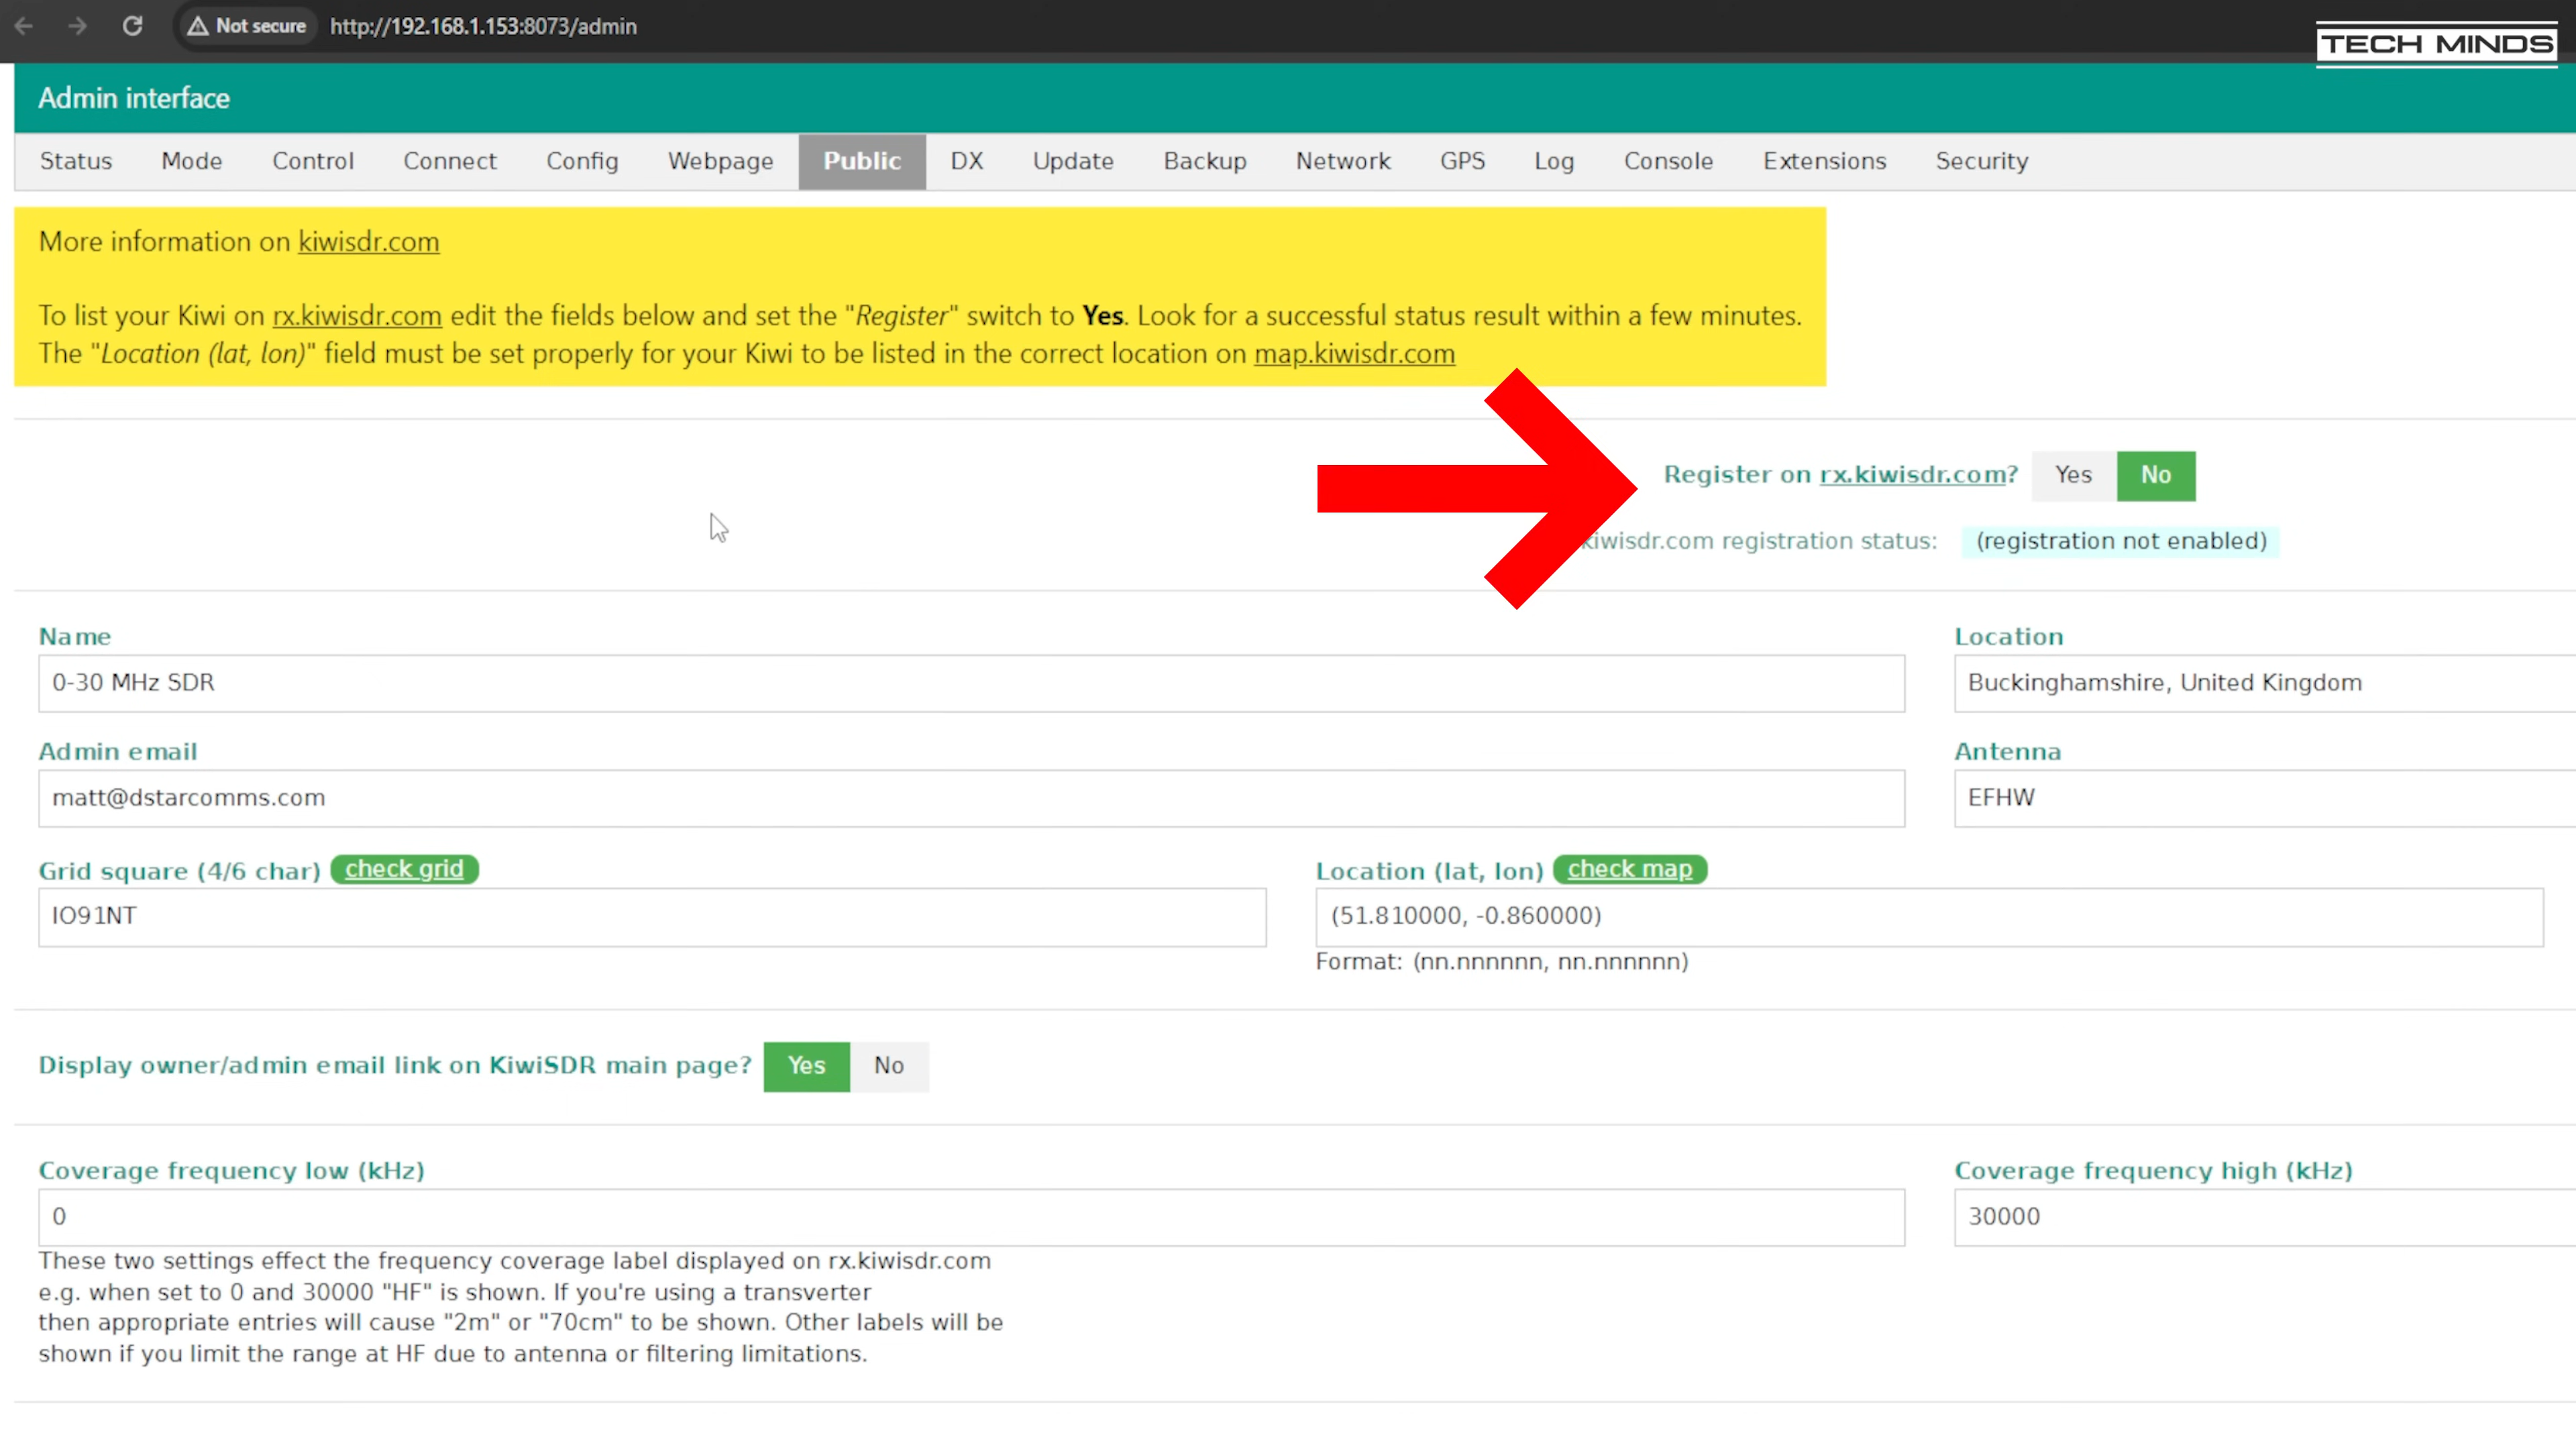 Not secure http://192.168.1.153:8073/admin
TECH MINDS
Admin interface
Status Mode Control Connect Config Webpage Public DX Update Backup Network GPS Log Console Extensions Security
More information on kiwisdr.com
To list your Kiwi on rx.kiwisdr.com edit the fields below and set the "Register" switch to Yes. Look for a successful status result within a few minutes.
The "Location (lat, lon)" field must be set properly for your Kiwi to be listed in the correct location on map.kiwisdr.com
Register on rx.kiwisdr.com? Yes No
kiwisdr.com registration status: (registration not enabled)
Name Location
0-30 MHz SDR Buckinghamshire, United Kingdom
Admin email Antenna
matt@dstarcomms.com EFHW
Grid square (4/6 char) check grid Location (lat, lon) check map
IO91NT (51.810000, -0.860000)
Format: (nn.nnnnnn, nn.nnnnnn)
Display owner/admin email link on KiwiSDR main page? Yes No
Coverage frequency low (kHz) Coverage frequency high (kHz)
0 30000
These two settings effect the frequency coverage label displayed on rx.kiwisdr.com
e.g. when set to 0 and 30000 "HF" is shown. If you're using a transverter
then appropriate entries will cause "2m" or "70cm" to be shown. Other labels will be
shown if you limit the range at HF due to antenna or filtering limitations.